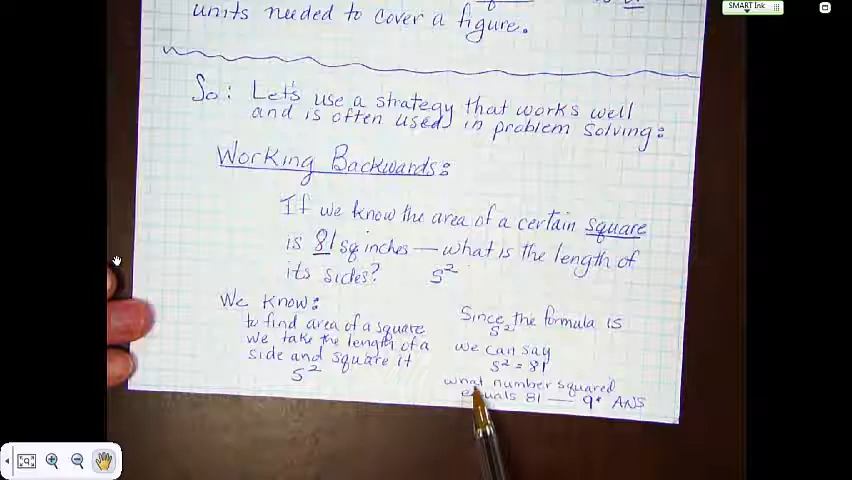 SMART Ink
units needed to cover a figure.
So: Let's use a strategy that works well
and is often used in problem solving:
Working Backwards:
If we know the area of a certain square
is 81 sq inches — what is the length of
its sides? S²
We know:
to find area of a square
we take the length of a
side and square it
S²
Since the formula is
S²
we can say
S² = 81
what number squared
equals 81 — 9" ANS